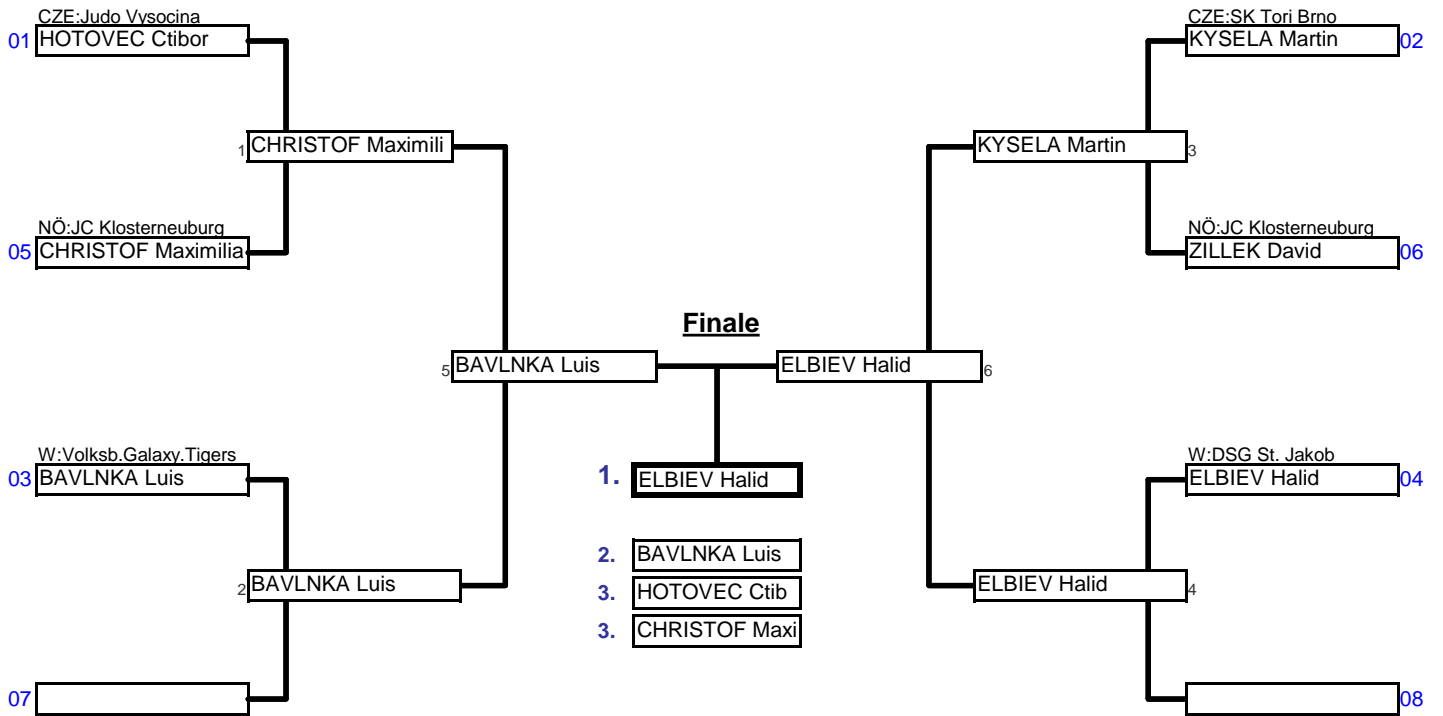 CZE:Judo Vysocina
01 HOTOVEC Ctibor
CZE:SK Tori Brno
KYSELA Martin 02
1 CHRISTOF Maximili
KYSELA Martin 3
NÖ:JC Klosterneuburg
05 CHRISTOF Maximilia
NÖ:JC Klosterneuburg
ZILLEK David 06
Finale
5 BAVLNKA Luis
ELBIEV Halid 6
W:Volksb.Galaxy.Tigers
03 BAVLNKA Luis
1. ELBIEV Halid
W:DSG St. Jakob
ELBIEV Halid 04
2. BAVLNKA Luis
2 BAVLNKA Luis
3. HOTOVEC Ctib
ELBIEV Halid 4
3. CHRISTOF Maxi
07
08